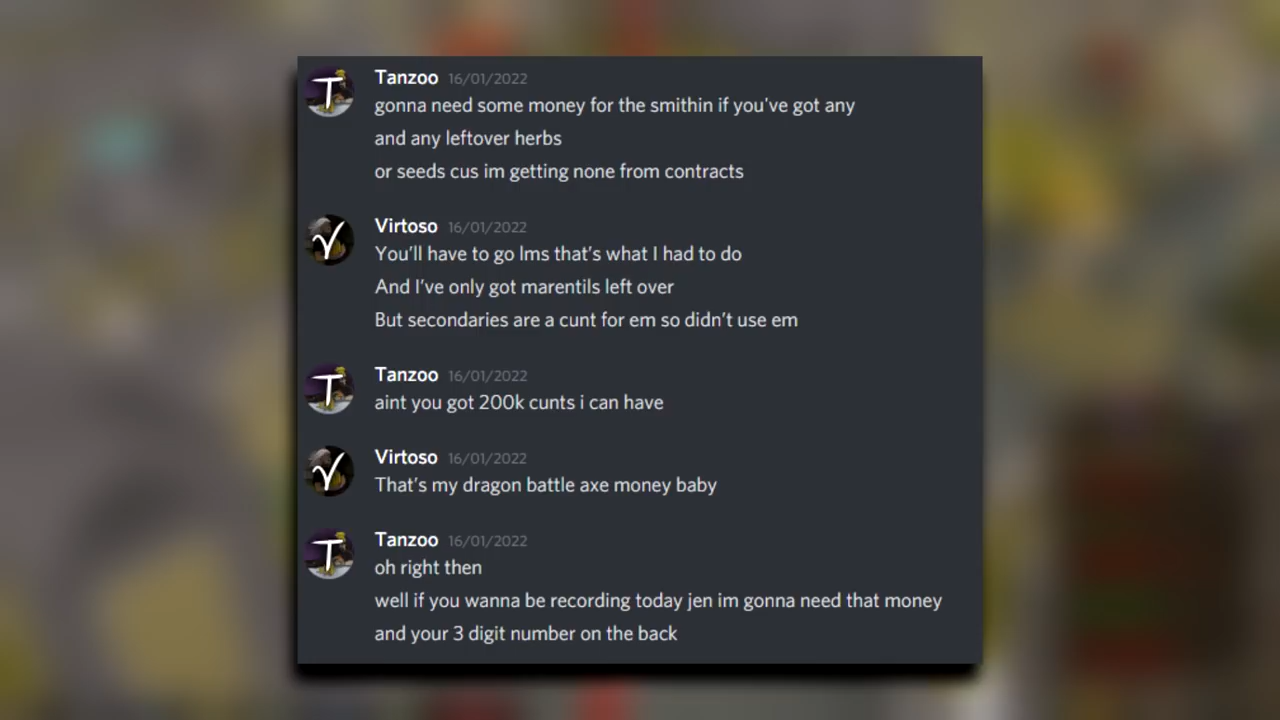 Tanzoo 16/01/2022
gonna need some money for the smithin if you've got any
and any leftover herbs
or seeds cus im getting none from contracts
Virtoso 16/01/2022
You'll have to go lms that's what I had to do
And I've only got marentils left over
But secondaries are a cunt for em so didn't use em
Tanzoo 16/01/2022
aint you got 200k cunts i can have
Virtoso 16/01/2022
That's my dragon battle axe money baby
Tanzoo 16/01/2022
oh right then
well if you wanna be recording today jen im gonna need that money
and your 3 digit number on the back